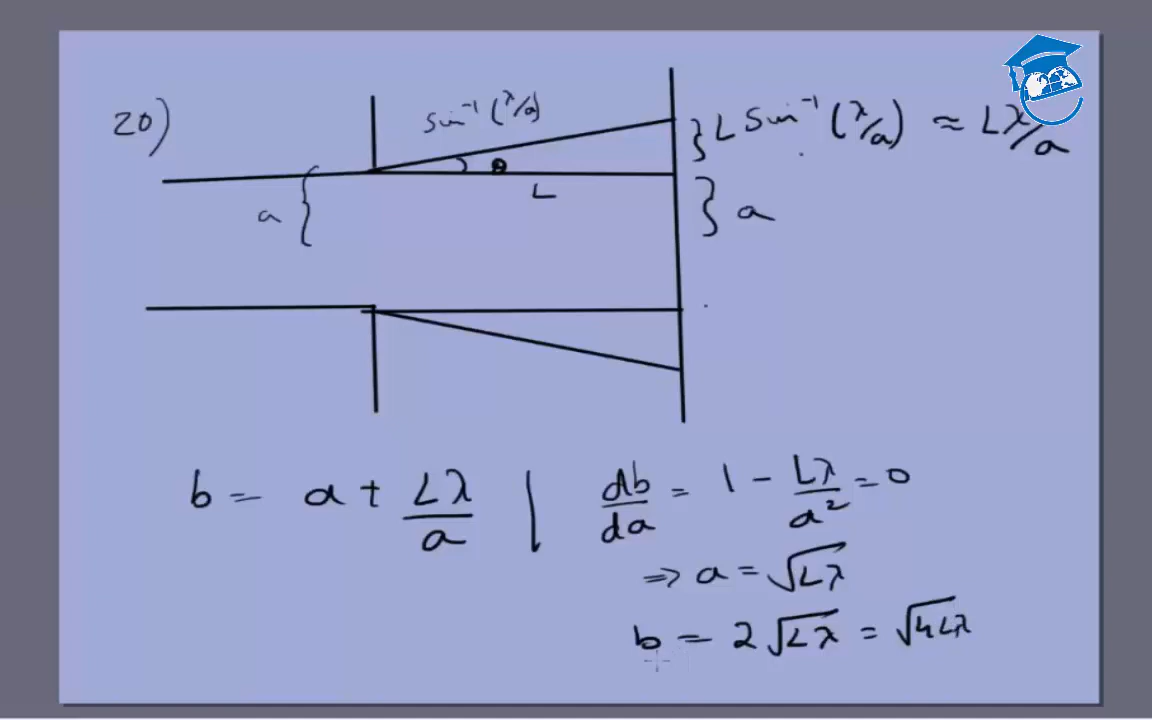 20)
sin⁻¹(λ/a)
} L sin⁻¹(λ/a) ≈ Lλ/a
θ
L
a {
} a
b = a + Lλ/a | db/da = 1 - Lλ/a² = 0
⇒ a = √Lλ
b = 2√Lλ = √4Lλ